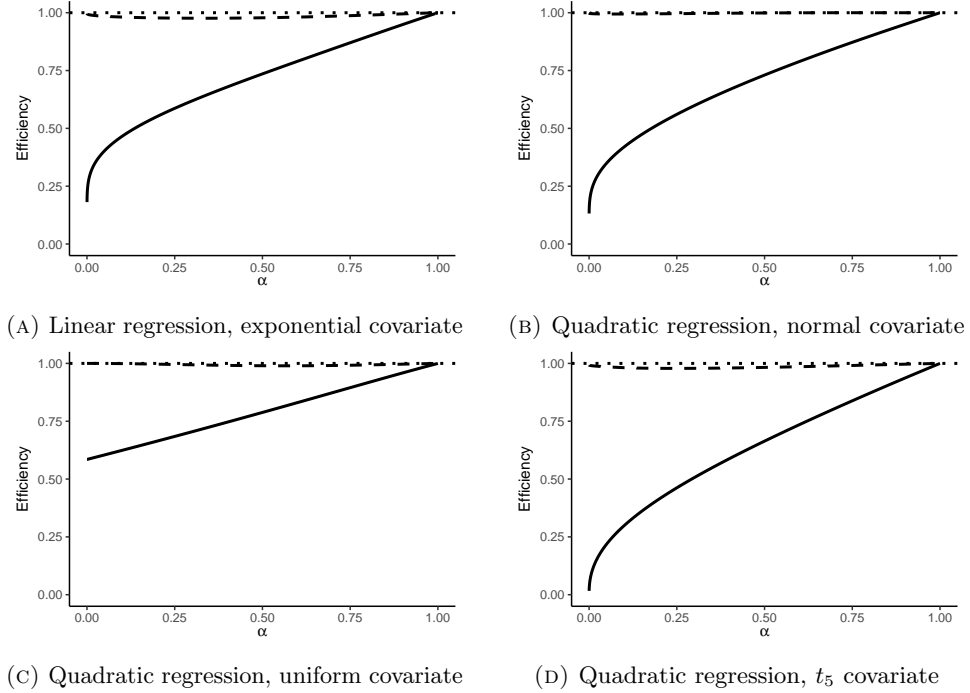 1.00
0.75
0.50
0.25
0.00
Efficiency
0.00 0.25 0.50 0.75 1.00
α
(A) Linear regression, exponential covariate
1.00
0.75
0.50
0.25
0.00
Efficiency
0.00 0.25 0.50 0.75 1.00
α
(B) Quadratic regression, normal covariate
1.00
0.75
0.50
0.25
0.00
Efficiency
0.00 0.25 0.50 0.75 1.00
α
(C) Quadratic regression, uniform covariate
1.00
0.75
0.50
0.25
0.00
Efficiency
0.00 0.25 0.50 0.75 1.00
α
(D) Quadratic regression, t₅ covariate